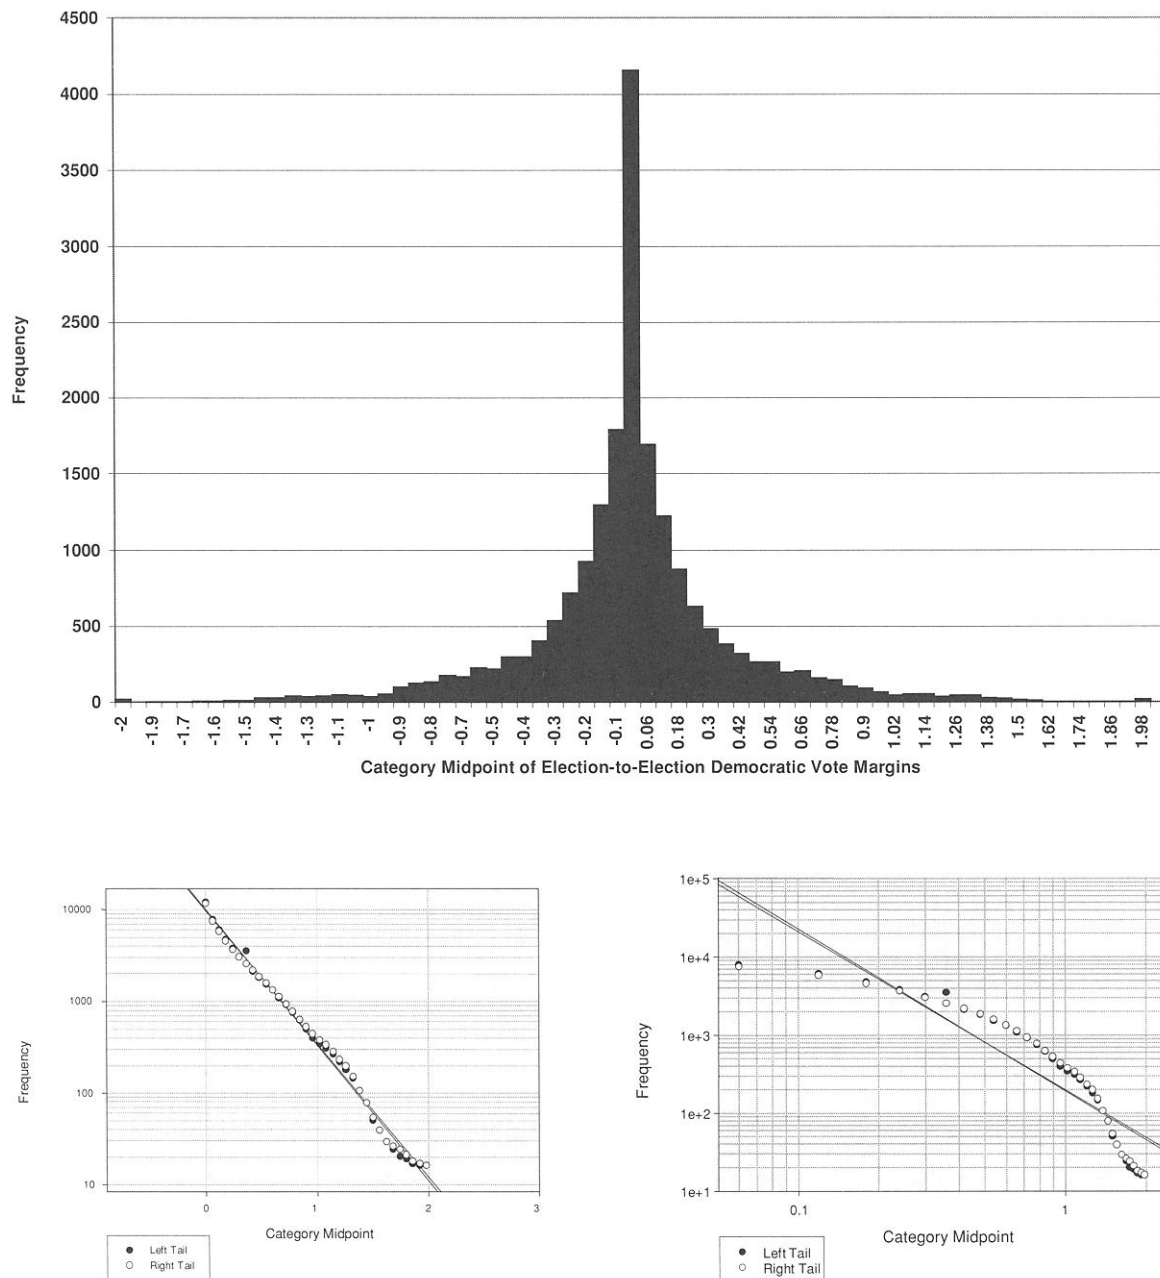 4500
4000
3500
3000
2500
2000
1500
1000
500
0
Frequency
-2 -1.9 -1.8 -1.6 -1.5 -1.4 -1.3 -1.1 -1 -0.9 -0.8 -0.7 -0.5 -0.4 -0.3 -0.2 -0.1 0.06 0.18 0.3 0.42 0.54 0.66 0.78 0.9 1.02 1.14 1.26 1.38 1.5 1.62 1.74 1.86 1.98
Category Midpoint of Election-to-Election Democratic Vote Margins
10000
1000
100
10
Frequency
0 1 2 3
Category Midpoint
Left Tail
Right Tail
1e+5
1e+4
1e+3
1e+2
1e+1
Frequency
0.1 1
Category Midpoint
Left Tail
Right Tail